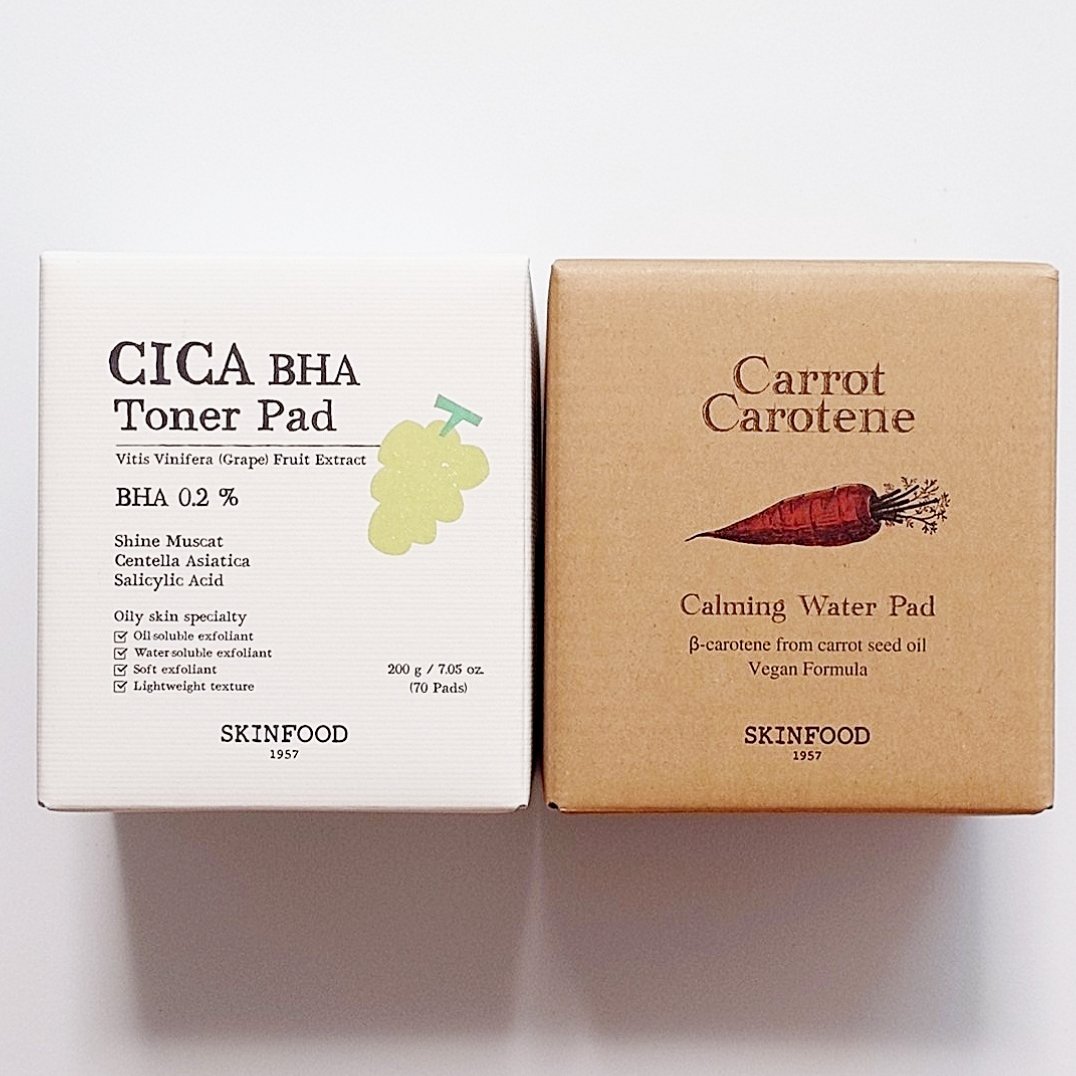 CICA BHA
Toner Pad
Vitis Vinifera (Grape) Fruit Extract
BHA 0.2 %
Shine Muscat
Centella Asiatica
Salicylic Acid
Oily skin specialty
Oil soluble exfoliant
Water soluble exfoliant
Soft exfoliant
Lightweight texture
200 g / 7.05 oz.
(70 Pads)
SKINFOOD
1957
Carrot
Carotene
Calming Water Pad
β-carotene from carrot seed oil
Vegan Formula
SKINFOOD
1957